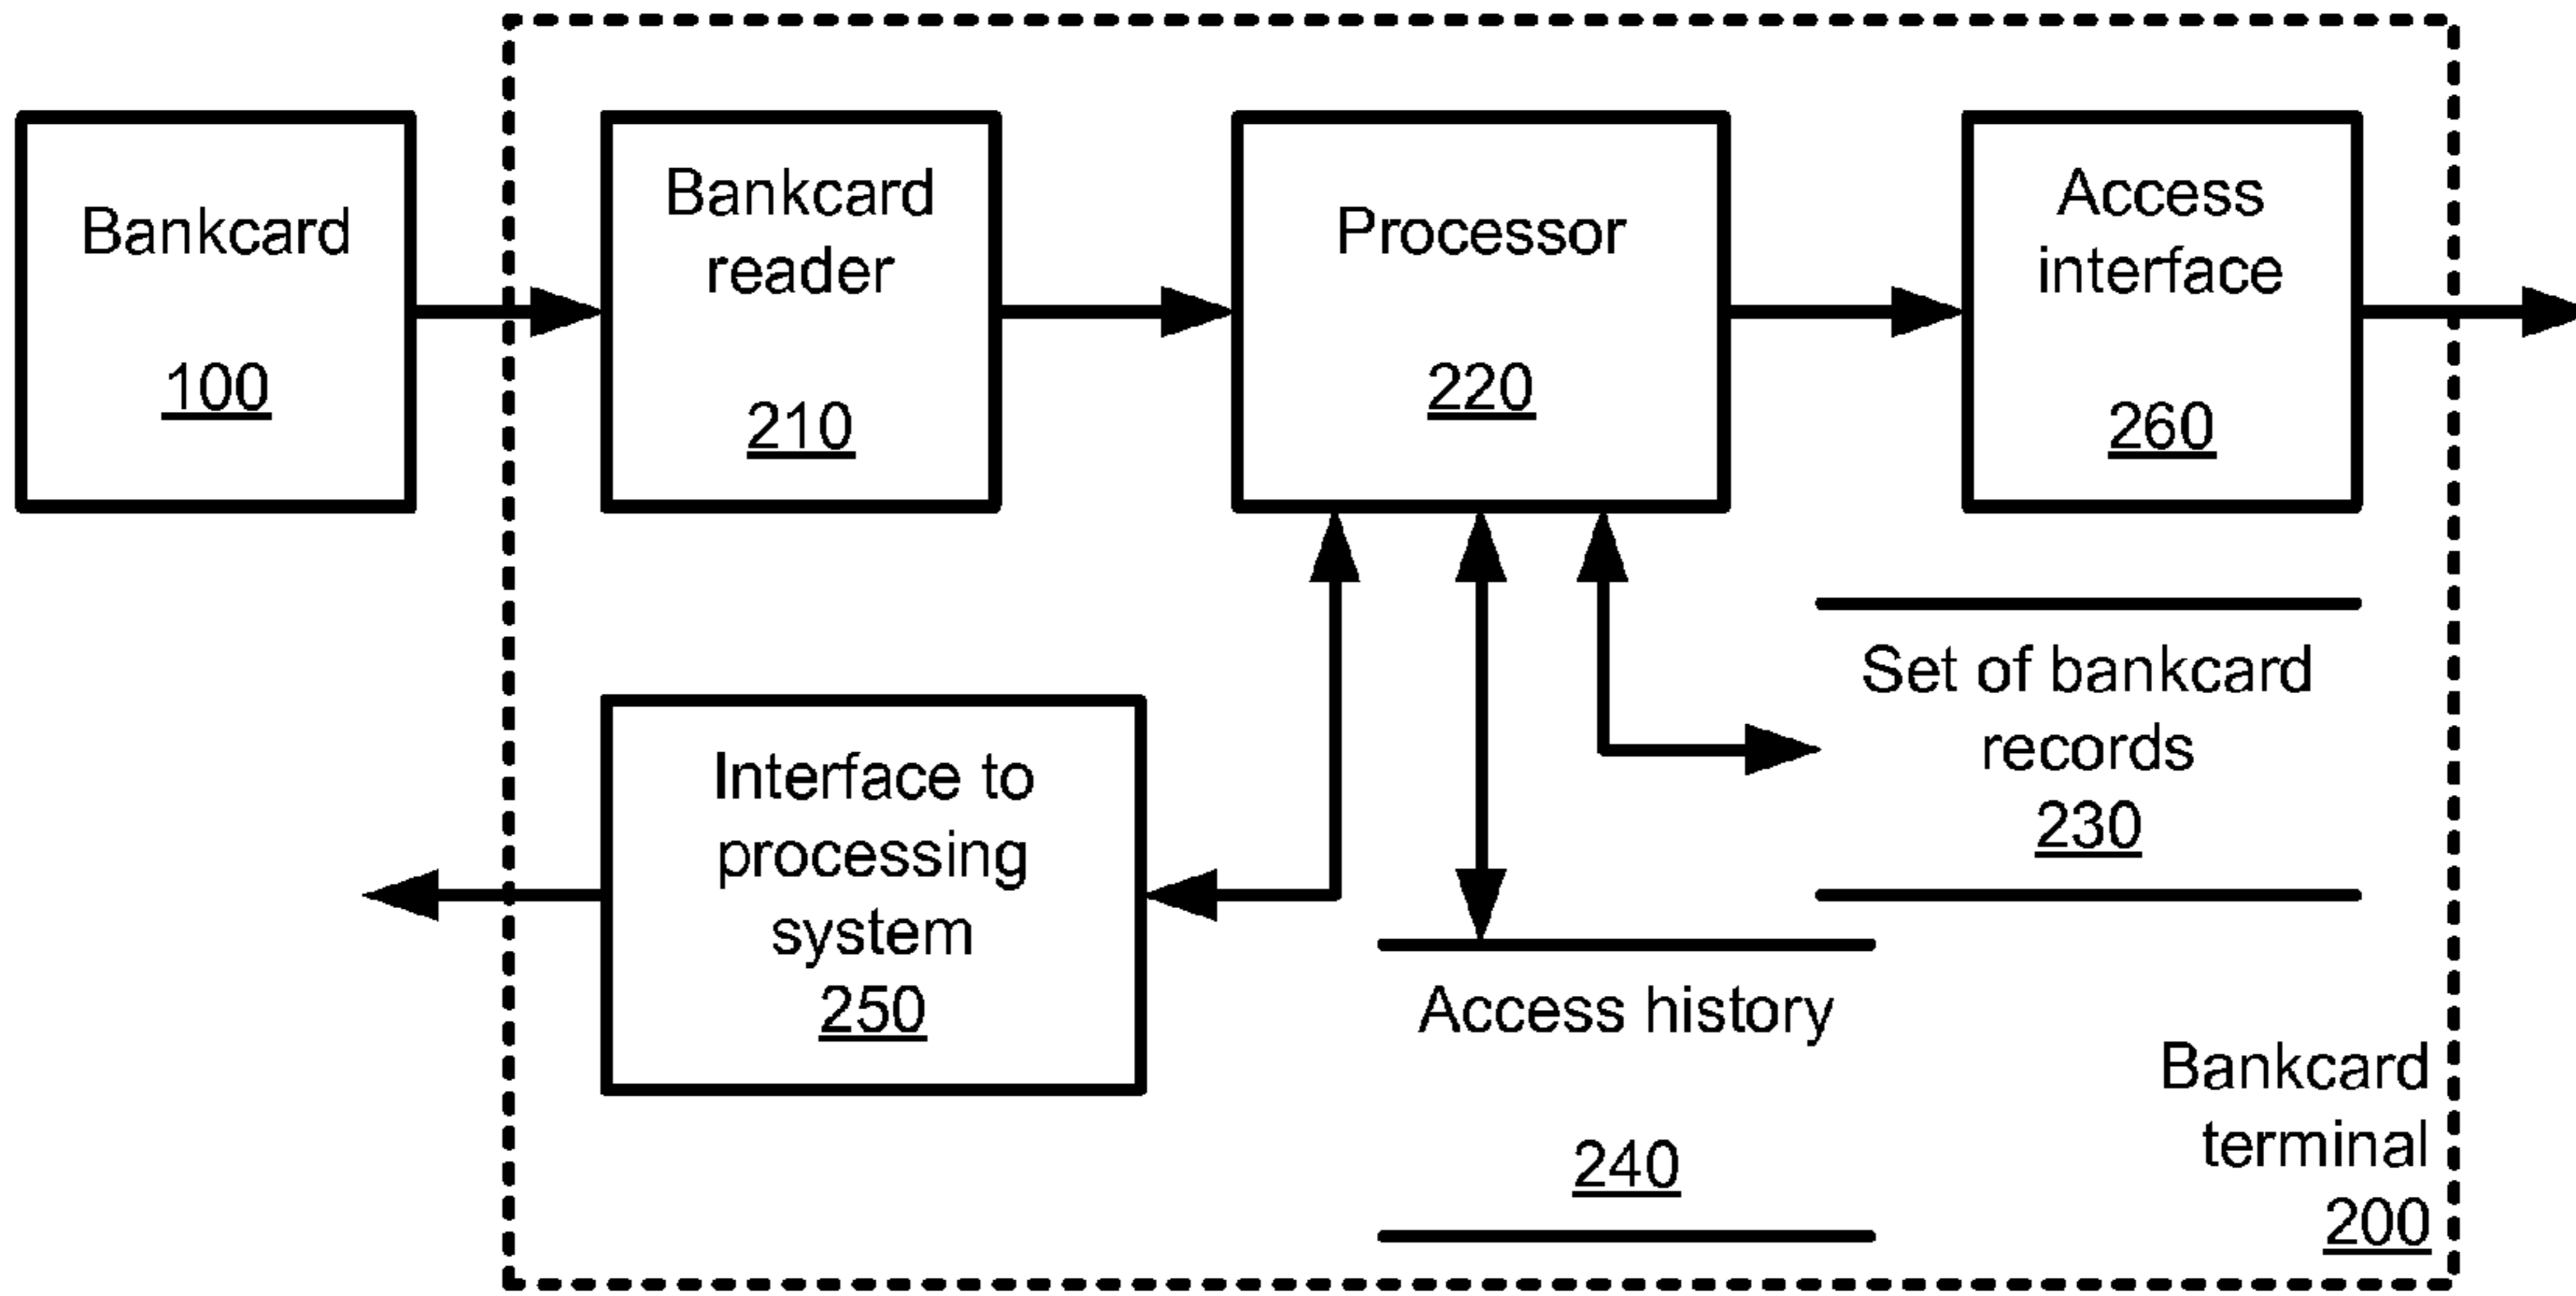 Bankcard
100
Bankcard
reader
210
Processor
220
Access
interface
260
Interface to
processing
system
250
Access history
240
Set of bankcard
records
230
Bankcard
terminal
200